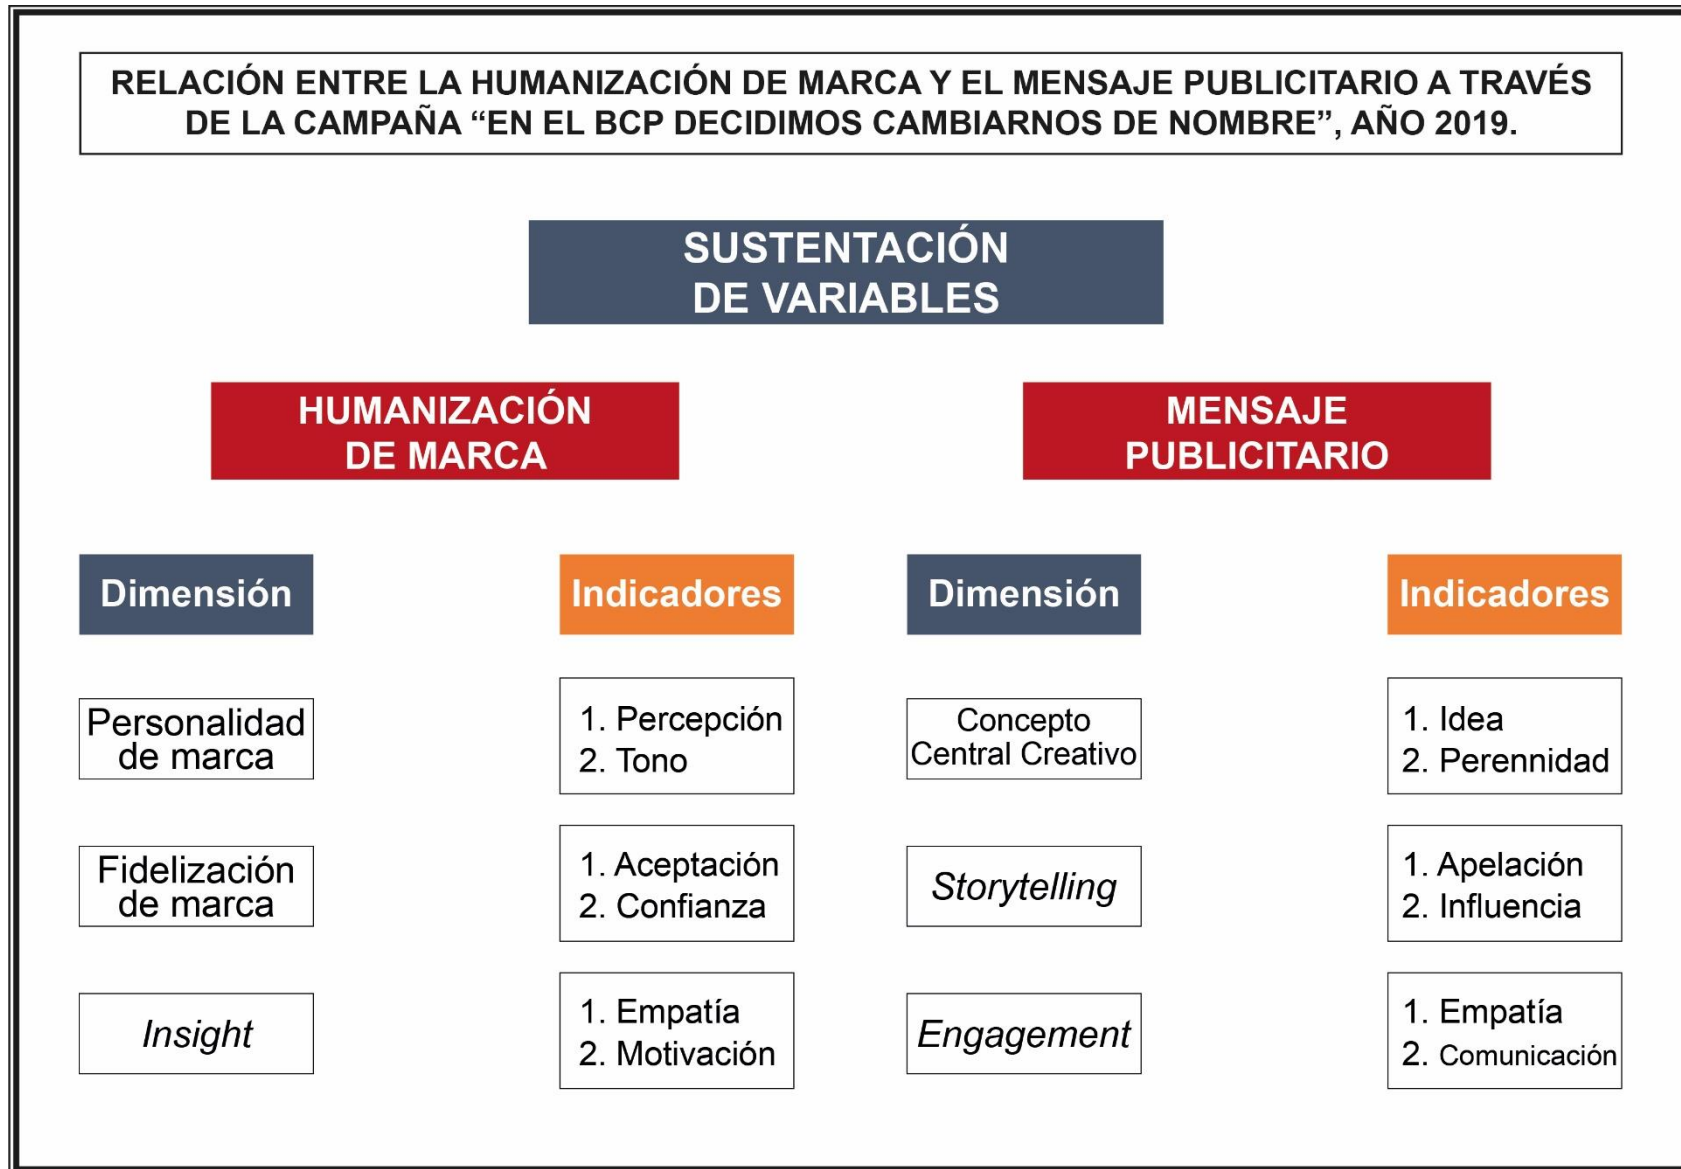 RELACIÓN ENTRE LA HUMANIZACIÓN DE MARCA Y EL MENSAJE PUBLICITARIO A TRAVÉS
DE LA CAMPAÑA “EN EL BCP DECIDIMOS CAMBIARNOS DE NOMBRE”, AÑO 2019.
SUSTENTACIÓN
DE VARIABLES
HUMANIZACIÓN
DE MARCA
MENSAJE
PUBLICITARIO
Dimensión
Indicadores
Dimensión
Indicadores
Personalidad
de marca
1. Percepción
2. Tono
Concepto
Central Creativo
1. Idea
2. Perennidad
Fidelización
de marca
1. Aceptación
2. Confianza
Storytelling
1. Apelación
2. Influencia
Insight
1. Empatía
2. Motivación
Engagement
1. Empatía
2. Comunicación